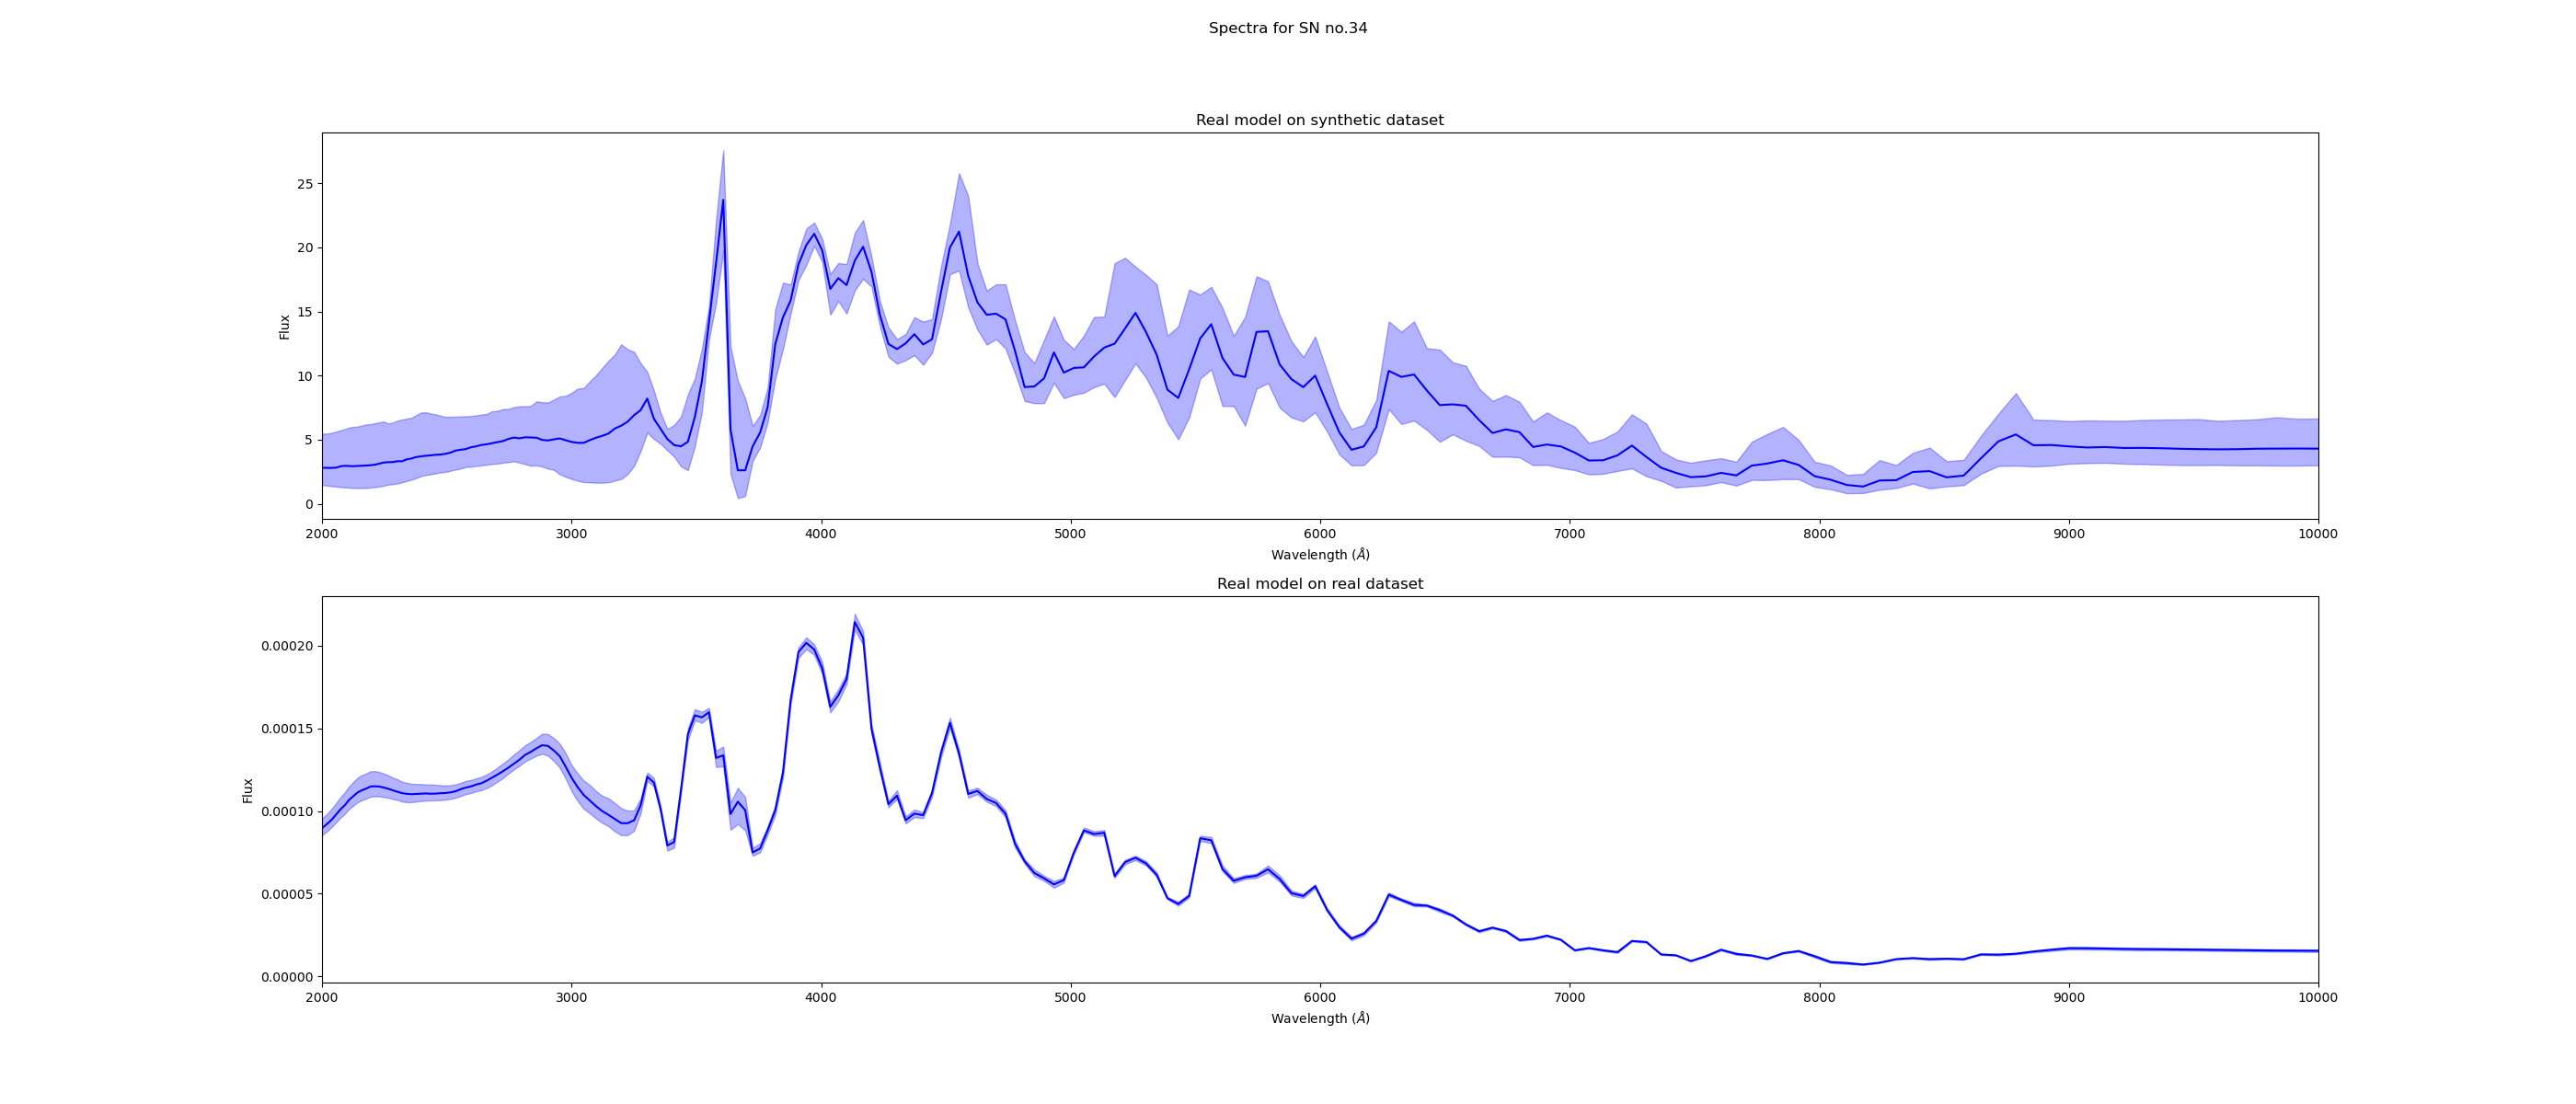 Spectra for SN no.34
Real model on synthetic dataset
Flux
25
20
15
10
5
0
2000 3000 4000 5000 6000 7000 8000 9000 10000
Wavelength (Å)
Real model on real dataset
Flux
0.00020
0.00015
0.00010
0.00005
0.00000
2000 3000 4000 5000 6000 7000 8000 9000 10000
Wavelength (Å)